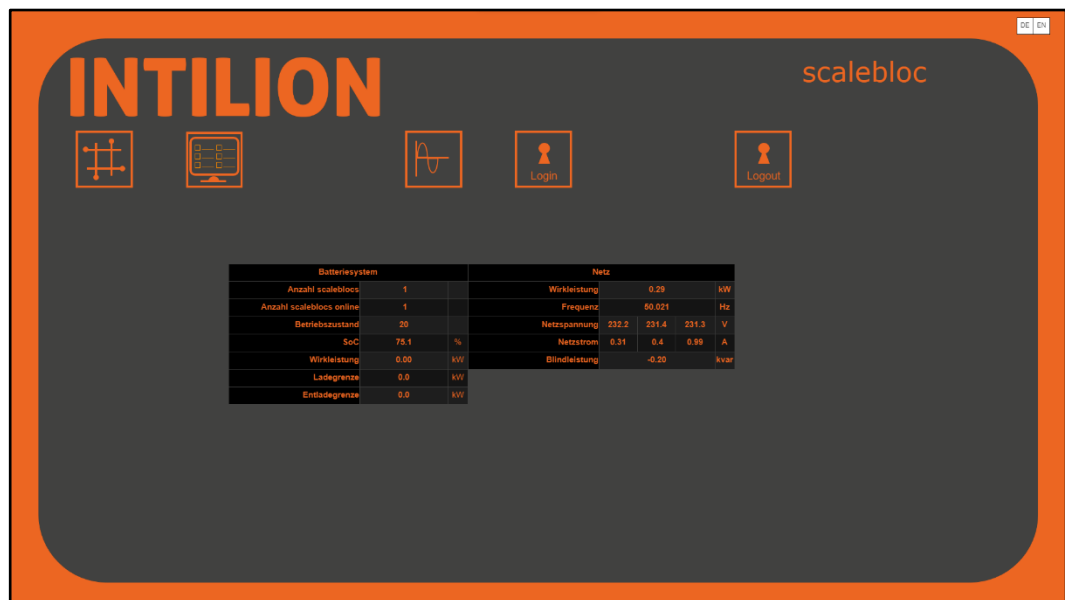 DE EN
INTILION
scalebloc
Login
Logout
Batteriesystem Netz
Anzahl scaleblocs 1 Wirkleistung 0.29 kW
Anzahl scaleblocs online 1 Frequenz 50.021 Hz
Betriebszustand 20 Netzspannung 232.2 231.4 231.3 V
SoC 75.1 % Netzstrom 0.31 0.4 0.99 A
Wirkleistung 0.00 kW Blindleistung -0.20 kvar
Ladegrenze 0.0 kW
Entladegrenze 0.0 kW